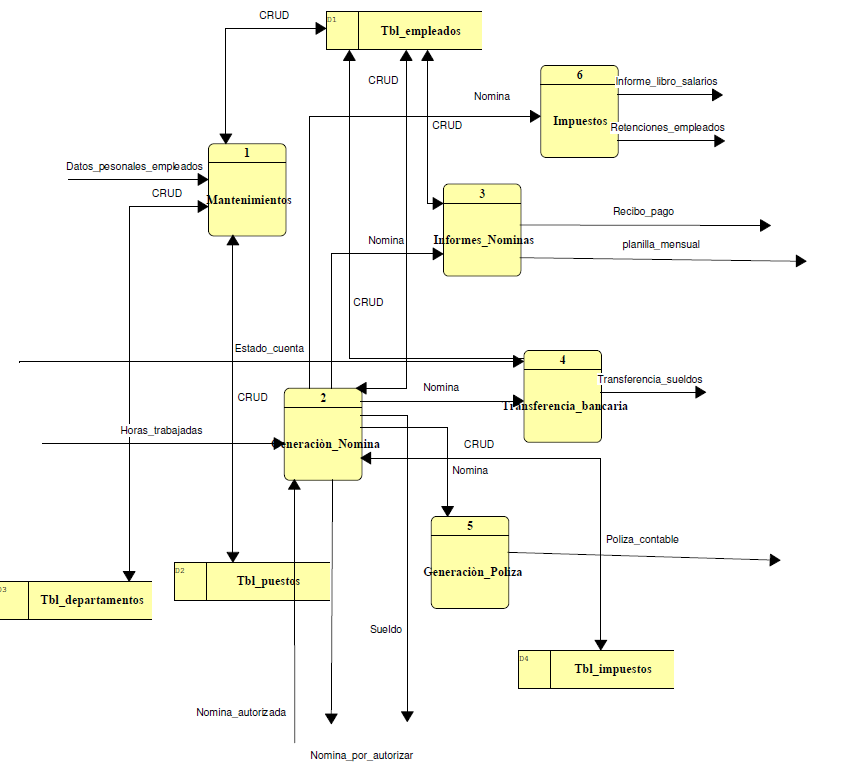 CRUD
D1
Tbl_empleados
CRUD
6
Informe_libro_salarios
Nomina
Impuestos
CRUD
Retenciones_empleados
1
Datos_pesonales_empleados
CRUD
Mantenimientos
3
Recibo_pago
Nomina
Informes_Nominas
planilla_mensual
CRUD
Estado_cuenta
4
Transferencia_sueldos
Nomina
Transferencia_bancaria
CRUD
2
Horas_trabajadas
Generaciòn_Nomina
CRUD
Nomina
5
Poliza_contable
Generaciòn_Poliza
D2
Tbl_puestos
D3
Tbl_departamentos
Sueldo
D4
Tbl_impuestos
Nomina_autorizada
Nomina_por_autorizar